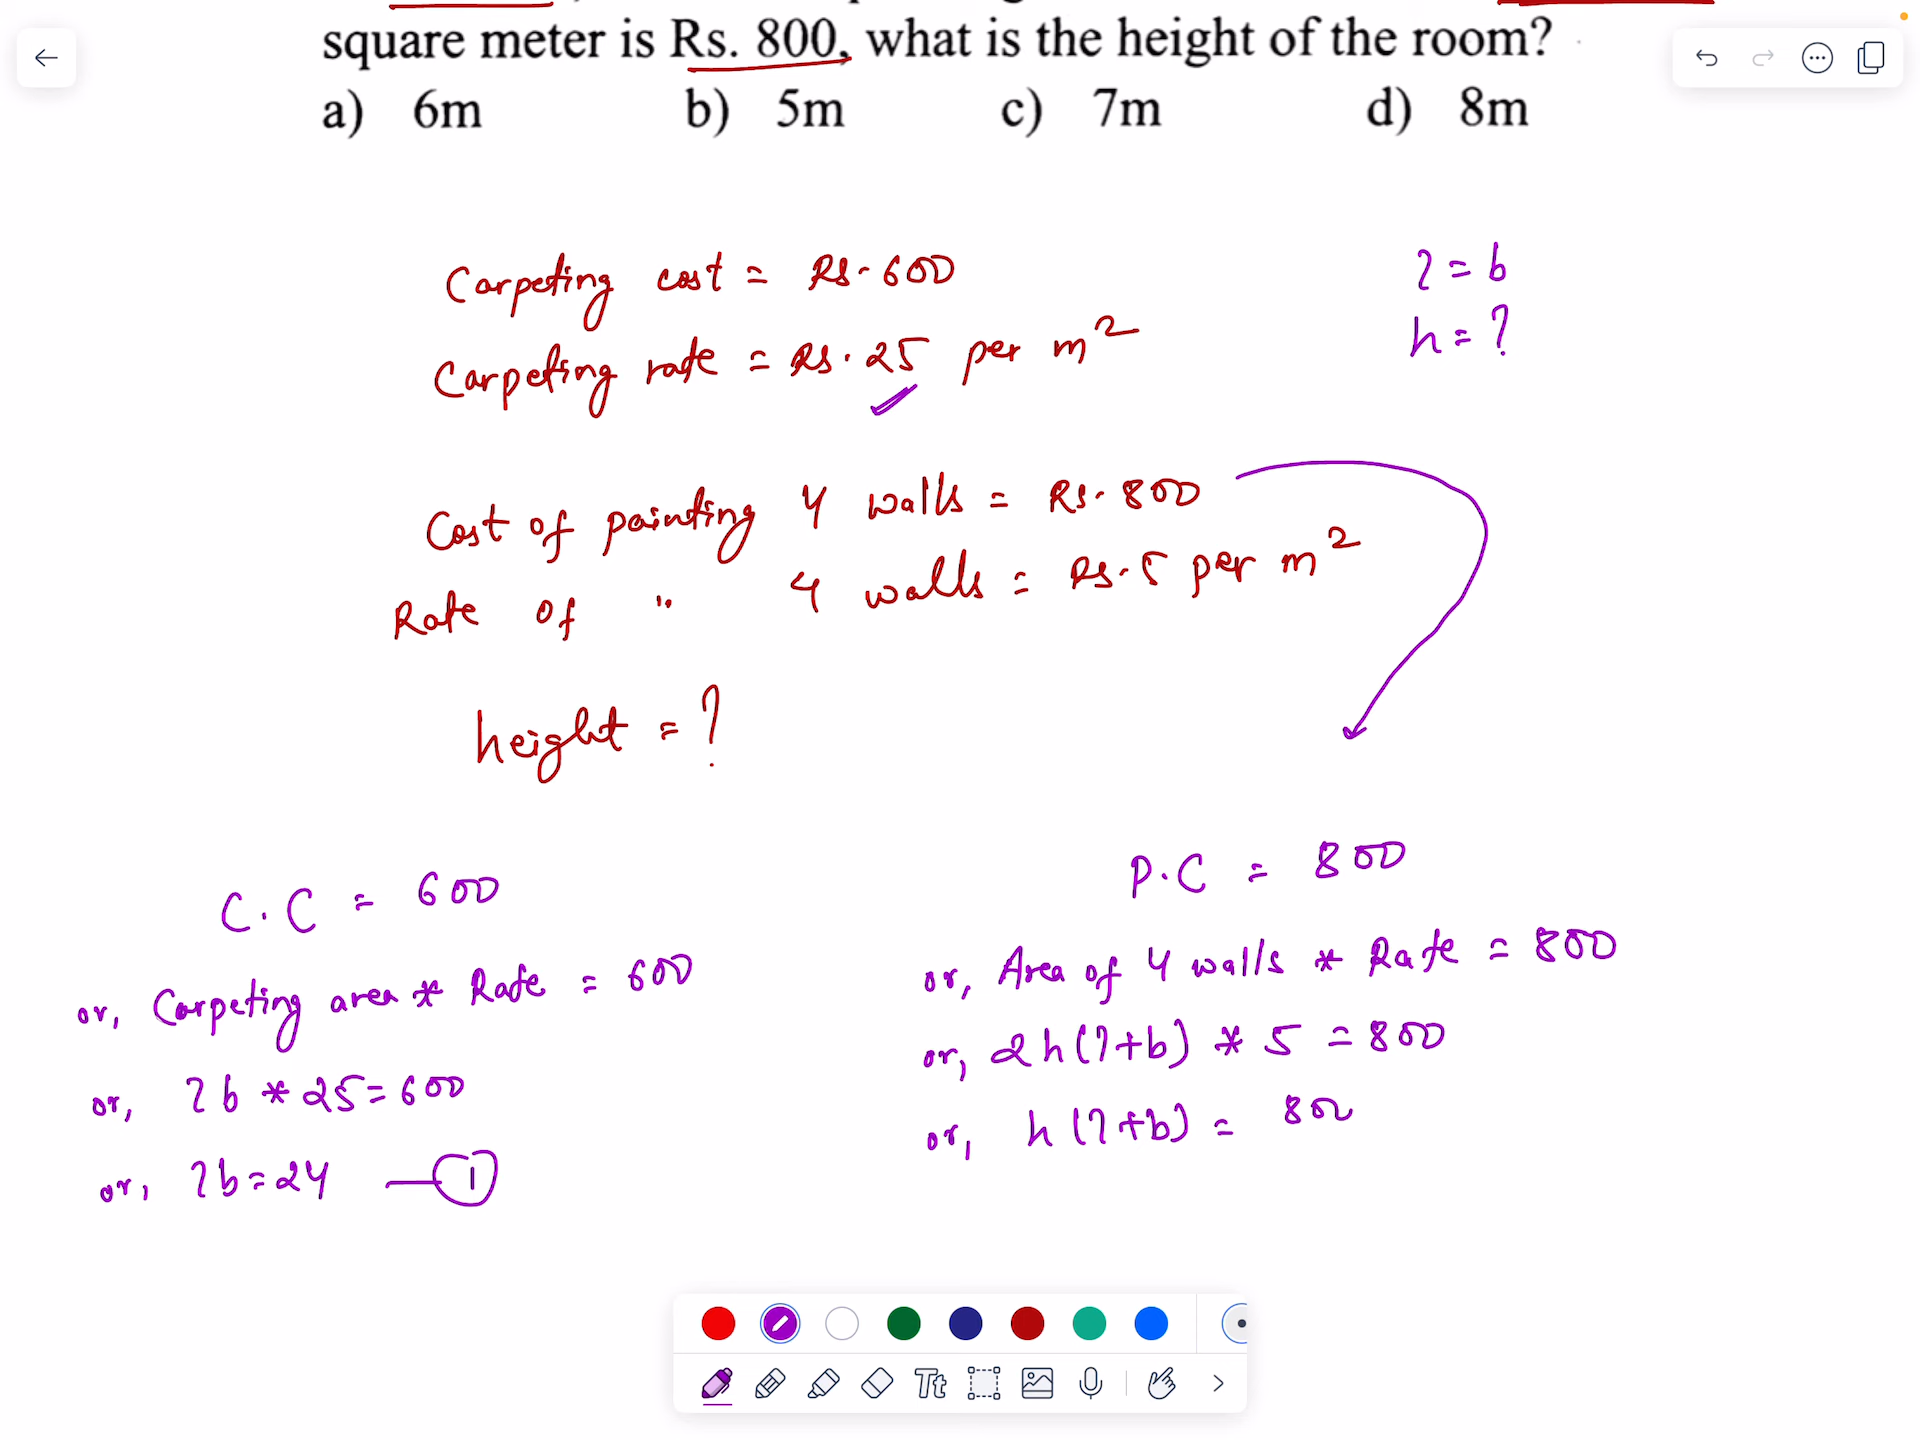 square meter is Rs. 800, what is the height of the room?
a) 6m b) 5m c) 7m d) 8m
Carpeting cost = Rs. 600
l = b
Carpeting rate = Rs. 25 per m²
h = ?
Cost of painting 4 walls = Rs. 800
Rate of " 4 walls = Rs. 5 per m²
height = ?
C.C = 600
or, Carpeting area * Rate = 600
or, lb * 25 = 600
or, lb = 24 —①
P.C = 800
or, Area of 4 walls * Rate = 800
or, 2h(l+b) * 5 = 800
or, h(l+b) = 800
Tt